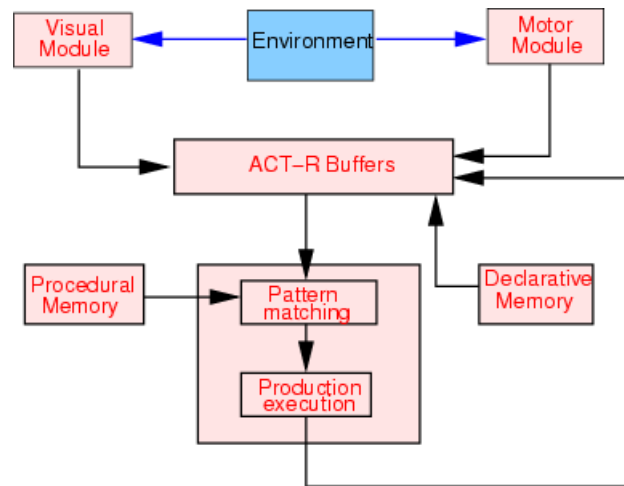 Visual
Module
Environment
Motor
Module
ACT-R Buffers
Procedural
Memory
Pattern
matching
Declarative
Memory
Production
execution